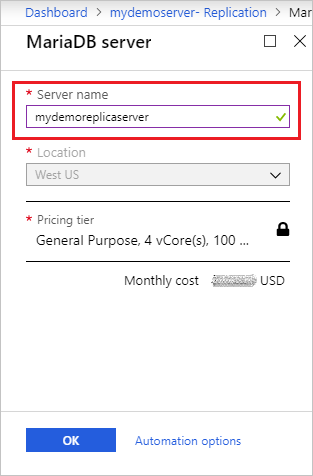 Dashboard > mydemoserver- Replication > Mar
MariaDB server
* Server name
mydemoreplicaserver
* Location
West US
* Pricing tier
General Purpose, 4 vCore(s), 100 ...
Monthly cost USD
OK Automation options